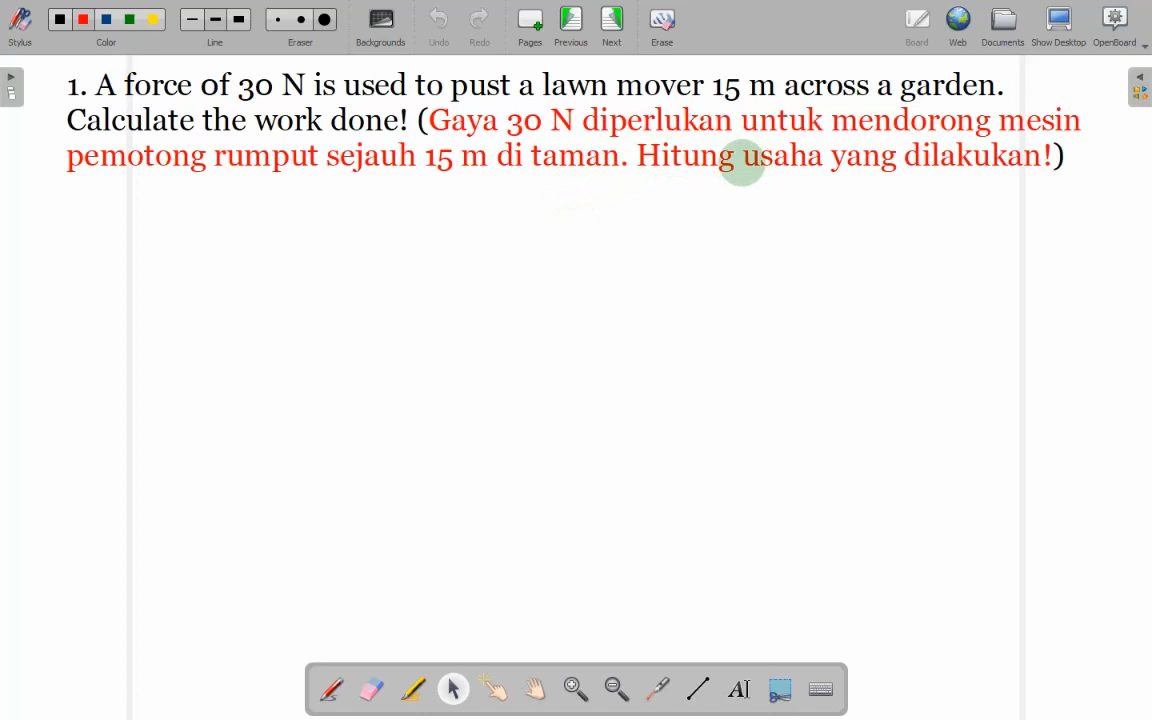 Stylus Color Line Eraser Backgrounds Undo Redo Pages Previous Next Erase Board Web Documents Show Desktop OpenBoard
1. A force of 30 N is used to pust a lawn mover 15 m across a garden.
Calculate the work done! (Gaya 30 N diperlukan untuk mendorong mesin
pemotong rumput sejauh 15 m di taman. Hitung usaha yang dilakukan!)
AI